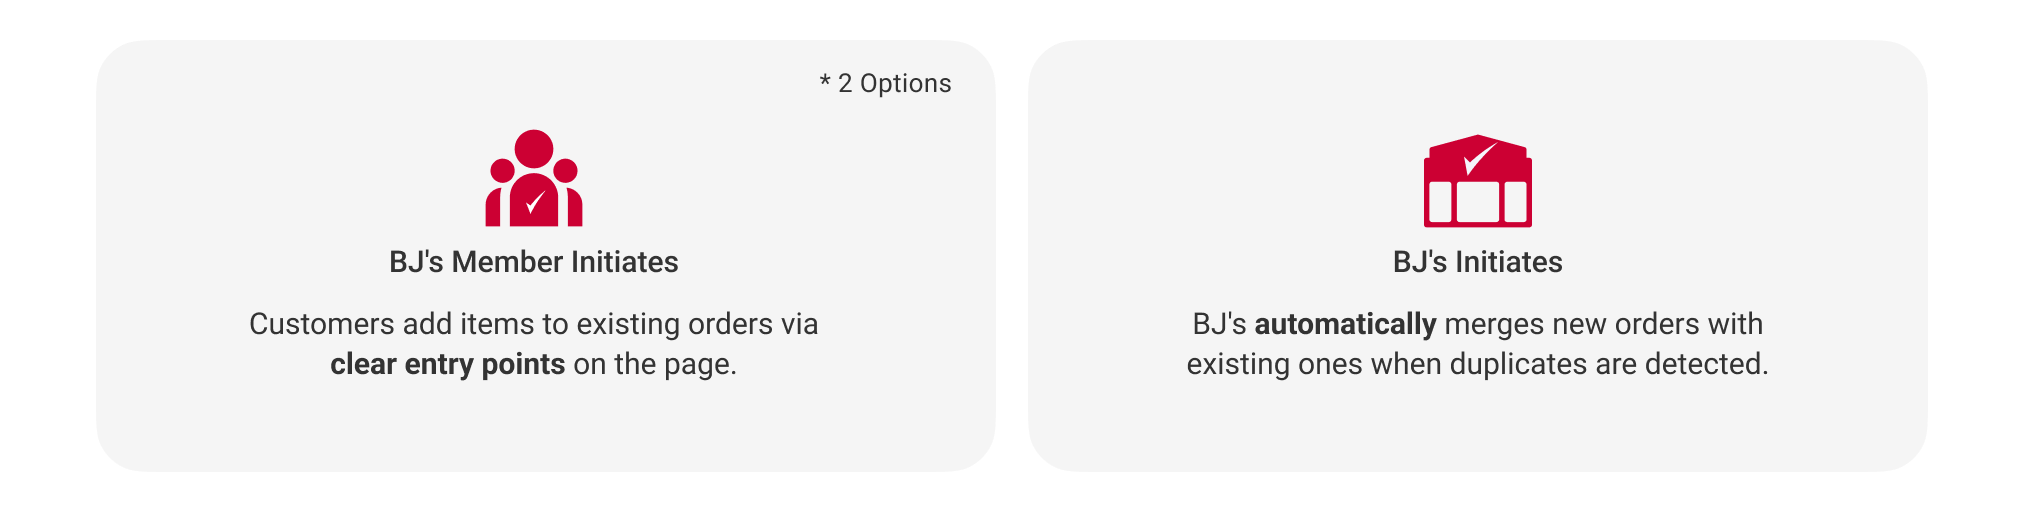 * 2 Options
BJ's Member Initiates
Customers add items to existing orders via
clear entry points on the page.
BJ's Initiates
BJ's automatically merges new orders with
existing ones when duplicates are detected.